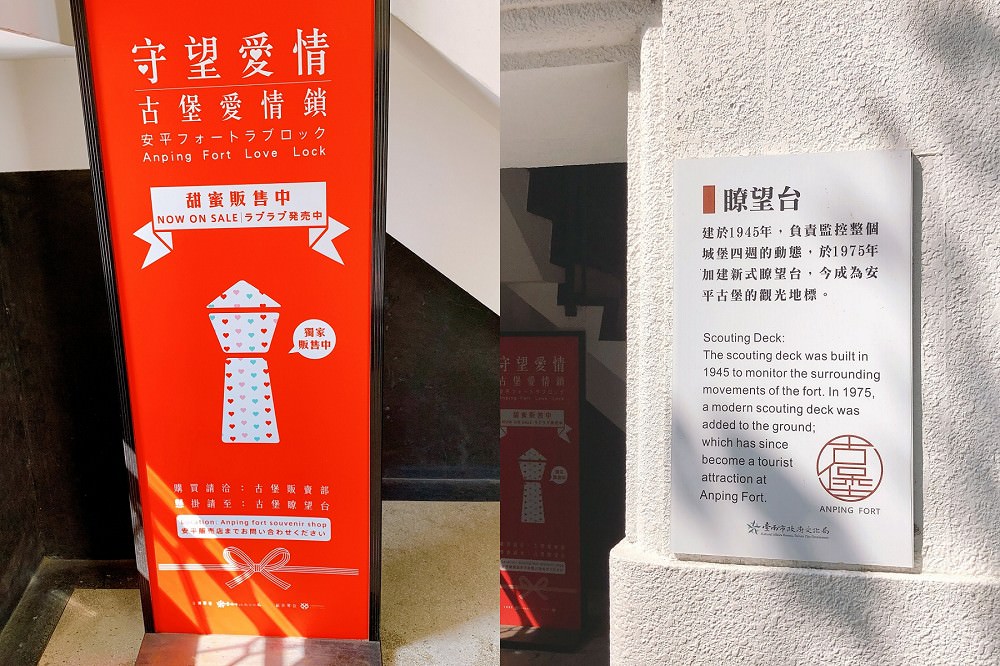 守望愛情
古堡愛情鎖
安平フォートラブロック
Anping Fort Love Lock
甜蜜販售中
NOW ON SALE|ラブラブ発売中
獨家
販售中
購買請洽：古堡販賣部
懸掛請至：古堡瞭望台
Location: Anping fort souvenir shop
安平販売店までお問い合わせください
守望愛情
古堡愛情鎖
Anping Fort Love Lock
甜蜜販售中
瞭望台
建於1945年，負責監控整個
城堡四週的動態，於1975年
加建新式瞭望台，今成為安
平古堡的觀光地標。
Scouting Deck:
The scouting deck was built in
1945 to monitor the surrounding
movements of the fort. In 1975,
a modern scouting deck was
added to the ground;
which has since
become a tourist
attraction at
Anping Fort.
古堡
ANPING FORT
臺南市政府文化局